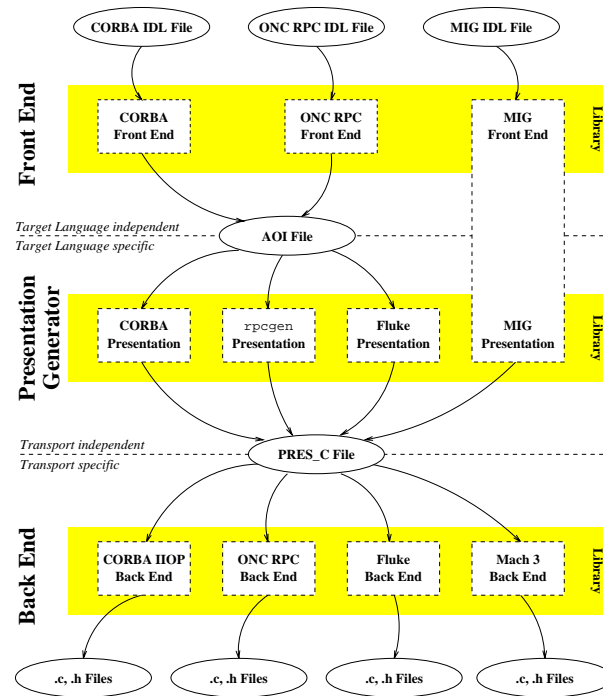 CORBA IDL File
ONC RPC IDL File
MIG IDL File
Front End
CORBA
Front End
ONC RPC
Front End
MIG
Front End
Library
Target Language independent
Target Language specific
AOI File
Presentation
Generator
CORBA
Presentation
rpcgen
Presentation
Fluke
Presentation
MIG
Presentation
Library
Transport independent
Transport specific
PRES_C File
Back End
CORBA IIOP
Back End
ONC RPC
Back End
Fluke
Back End
Mach 3
Back End
Library
.c, .h Files
.c, .h Files
.c, .h Files
.c, .h Files